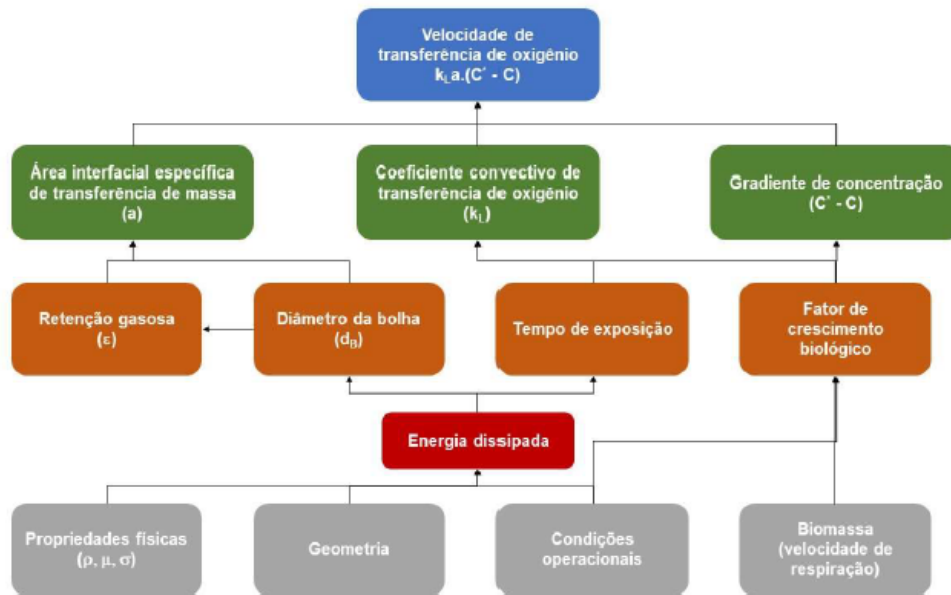 Velocidade de
transferência de oxigênio
kLa.(C* - C)
Área interfacial específica
de transferência de massa
(a)
Coeficiente convectivo de
transferência de oxigênio
(kL)
Gradiente de concentração
(C* - C)
Retenção gasosa
(ε)
Diâmetro da bolha
(dB)
Tempo de exposição
Fator de
crescimento
biológico
Energia dissipada
Propriedades físicas
(ρ, μ, σ)
Geometria
Condições
operacionais
Biomassa
(velocidade de
respiração)